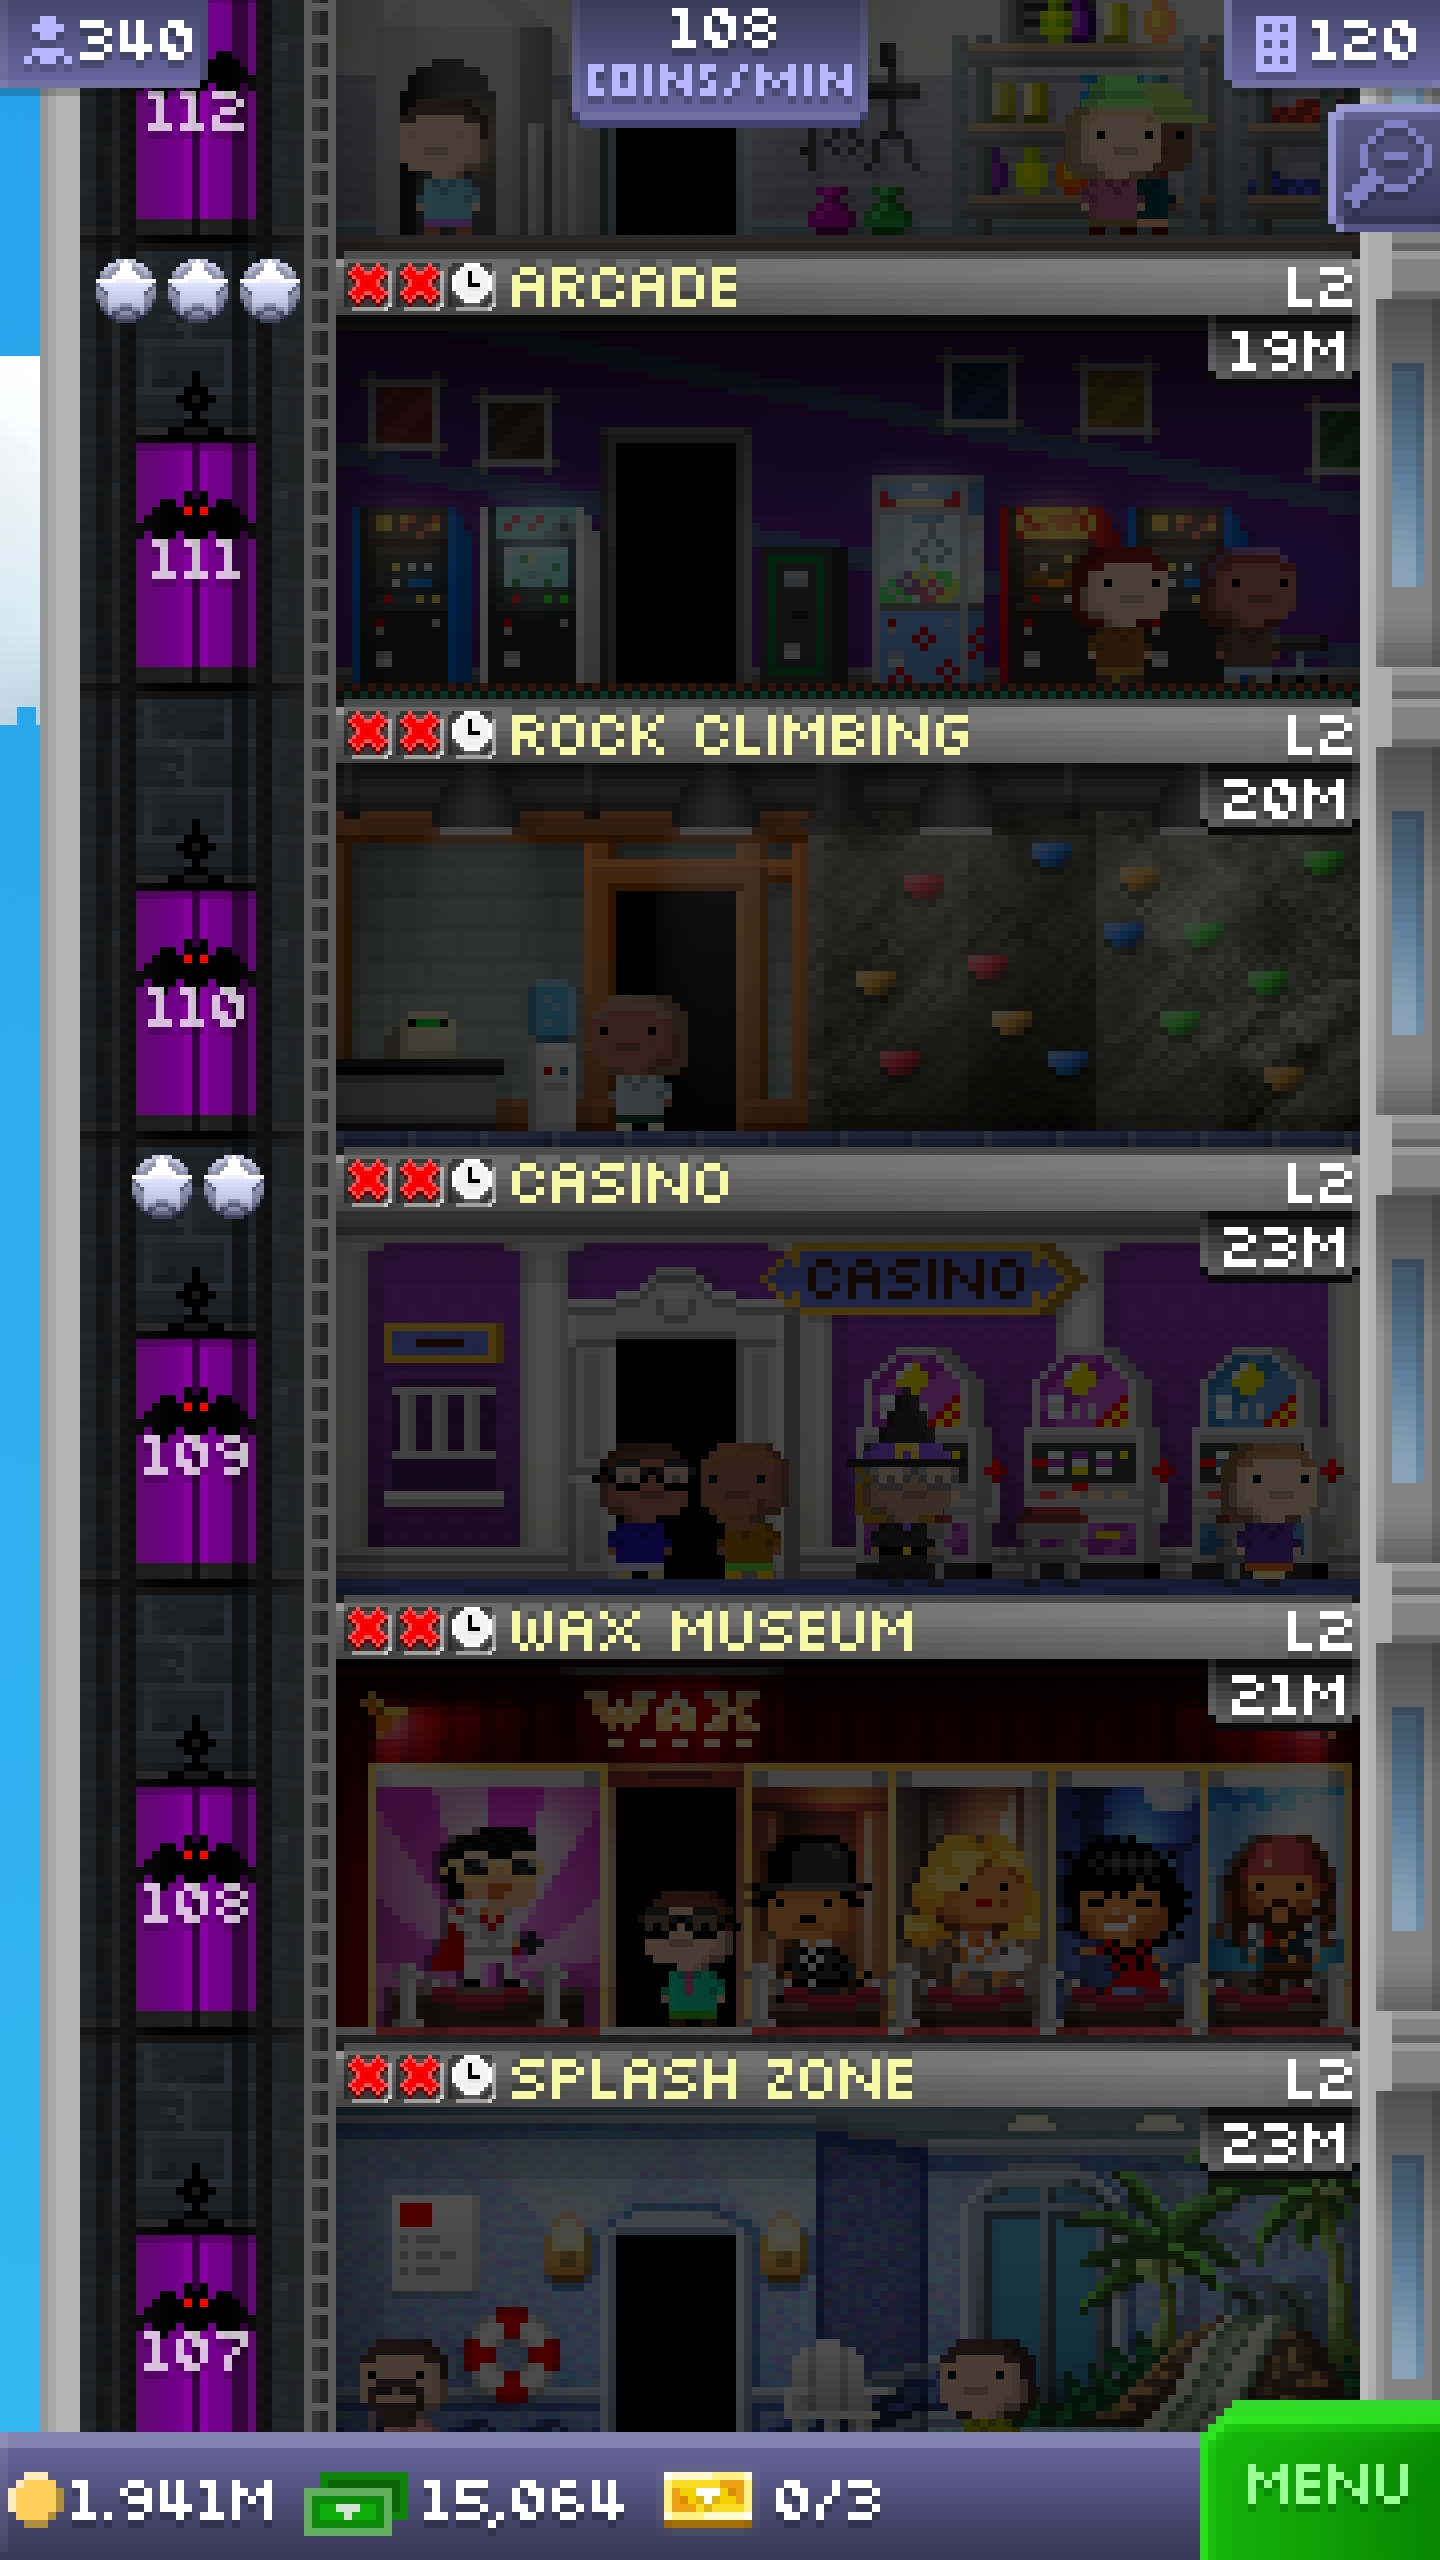 340
108
COINS/MIN
120
112
ARCADE L2
19M
111
ROCK CLIMBING L2
20M
110
CASINO L2
23M
CASINO
109
WAX MUSEUM L2
21M
WAX
108
SPLASH ZONE L2
23M
107
1.941M 15,064 0/3
MENU